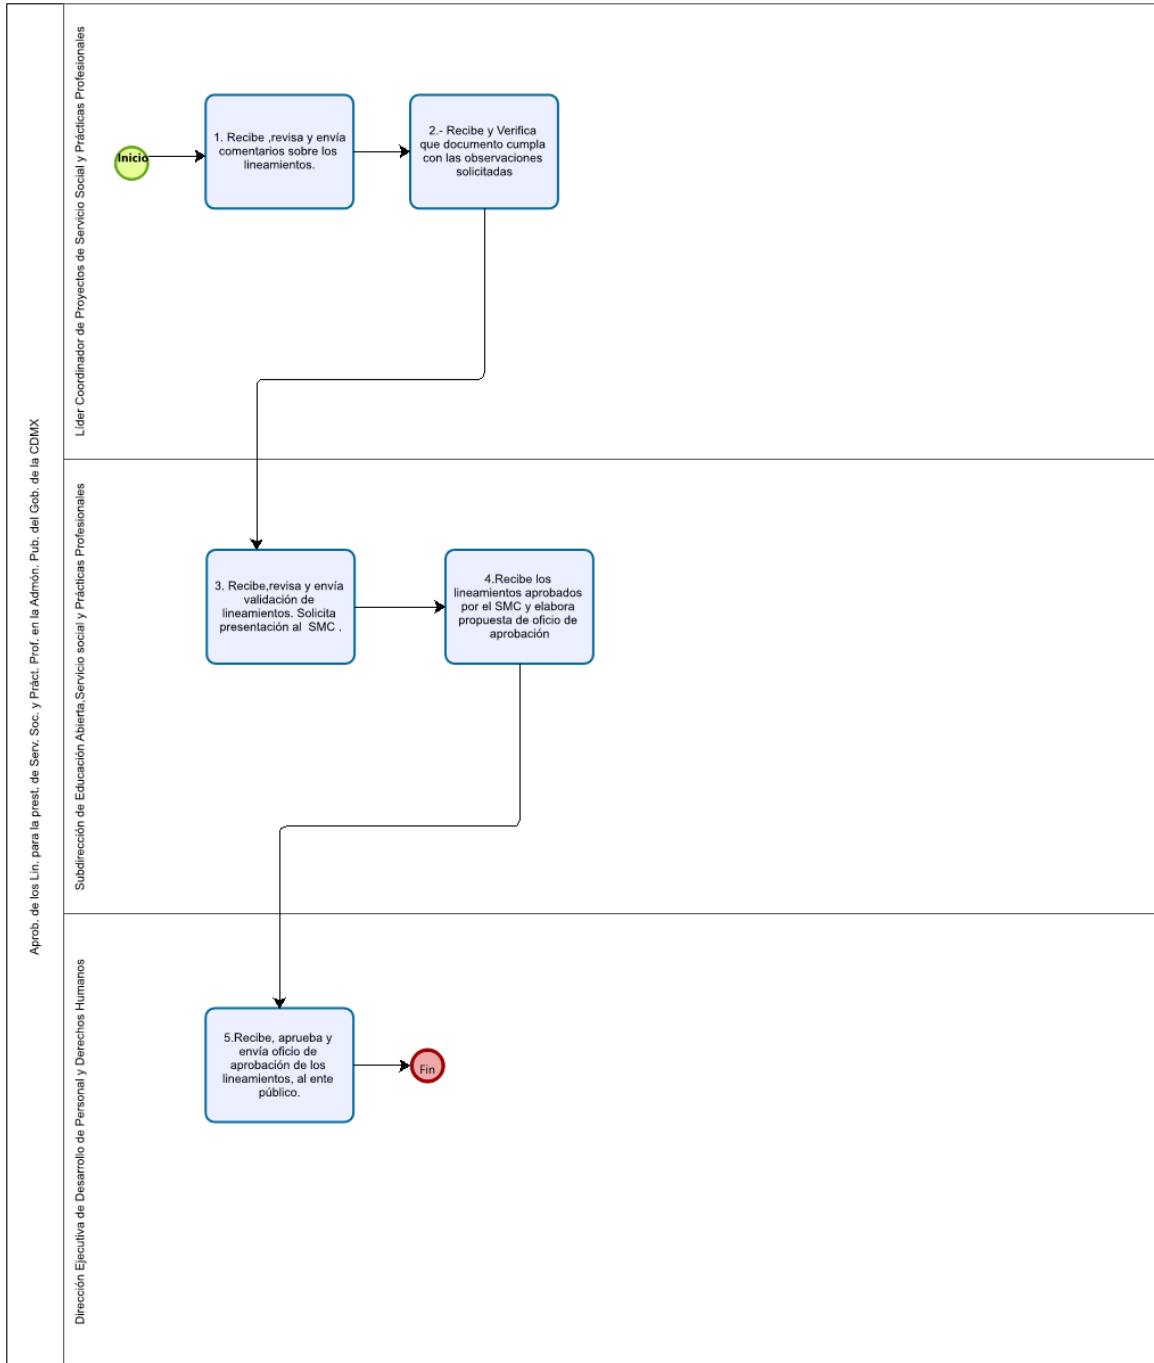 Aprob. de los Lin. para la prest. de Serv. Soc. y Práct. Prof. en la Admón. Pub. del Gob. de la CDMX
Líder Coordinador de Proyectos de Servicio Social y Prácticas Profesionales
Inicio
1. Recibe ,revisa y envía
comentarios sobre los
lineamientos.
2.- Recibe y Verifica
que documento cumpla
con las observaciones
solicitadas
Subdirección de Educación Abierta,Servicio social y Prácticas Profesionales
3. Recibe,revisa y envía
validación de
lineamientos. Solicita
presentación al  SMC .
4.Recibe los
lineamientos aprobados
por el SMC y elabora
propuesta de oficio de
aprobación
Dirección Ejecutiva de Desarrollo de Personal y Derechos Humanos
5.Recibe, aprueba y
envía oficio de
aprobación de los
lineamientos, al ente
público.
Fin